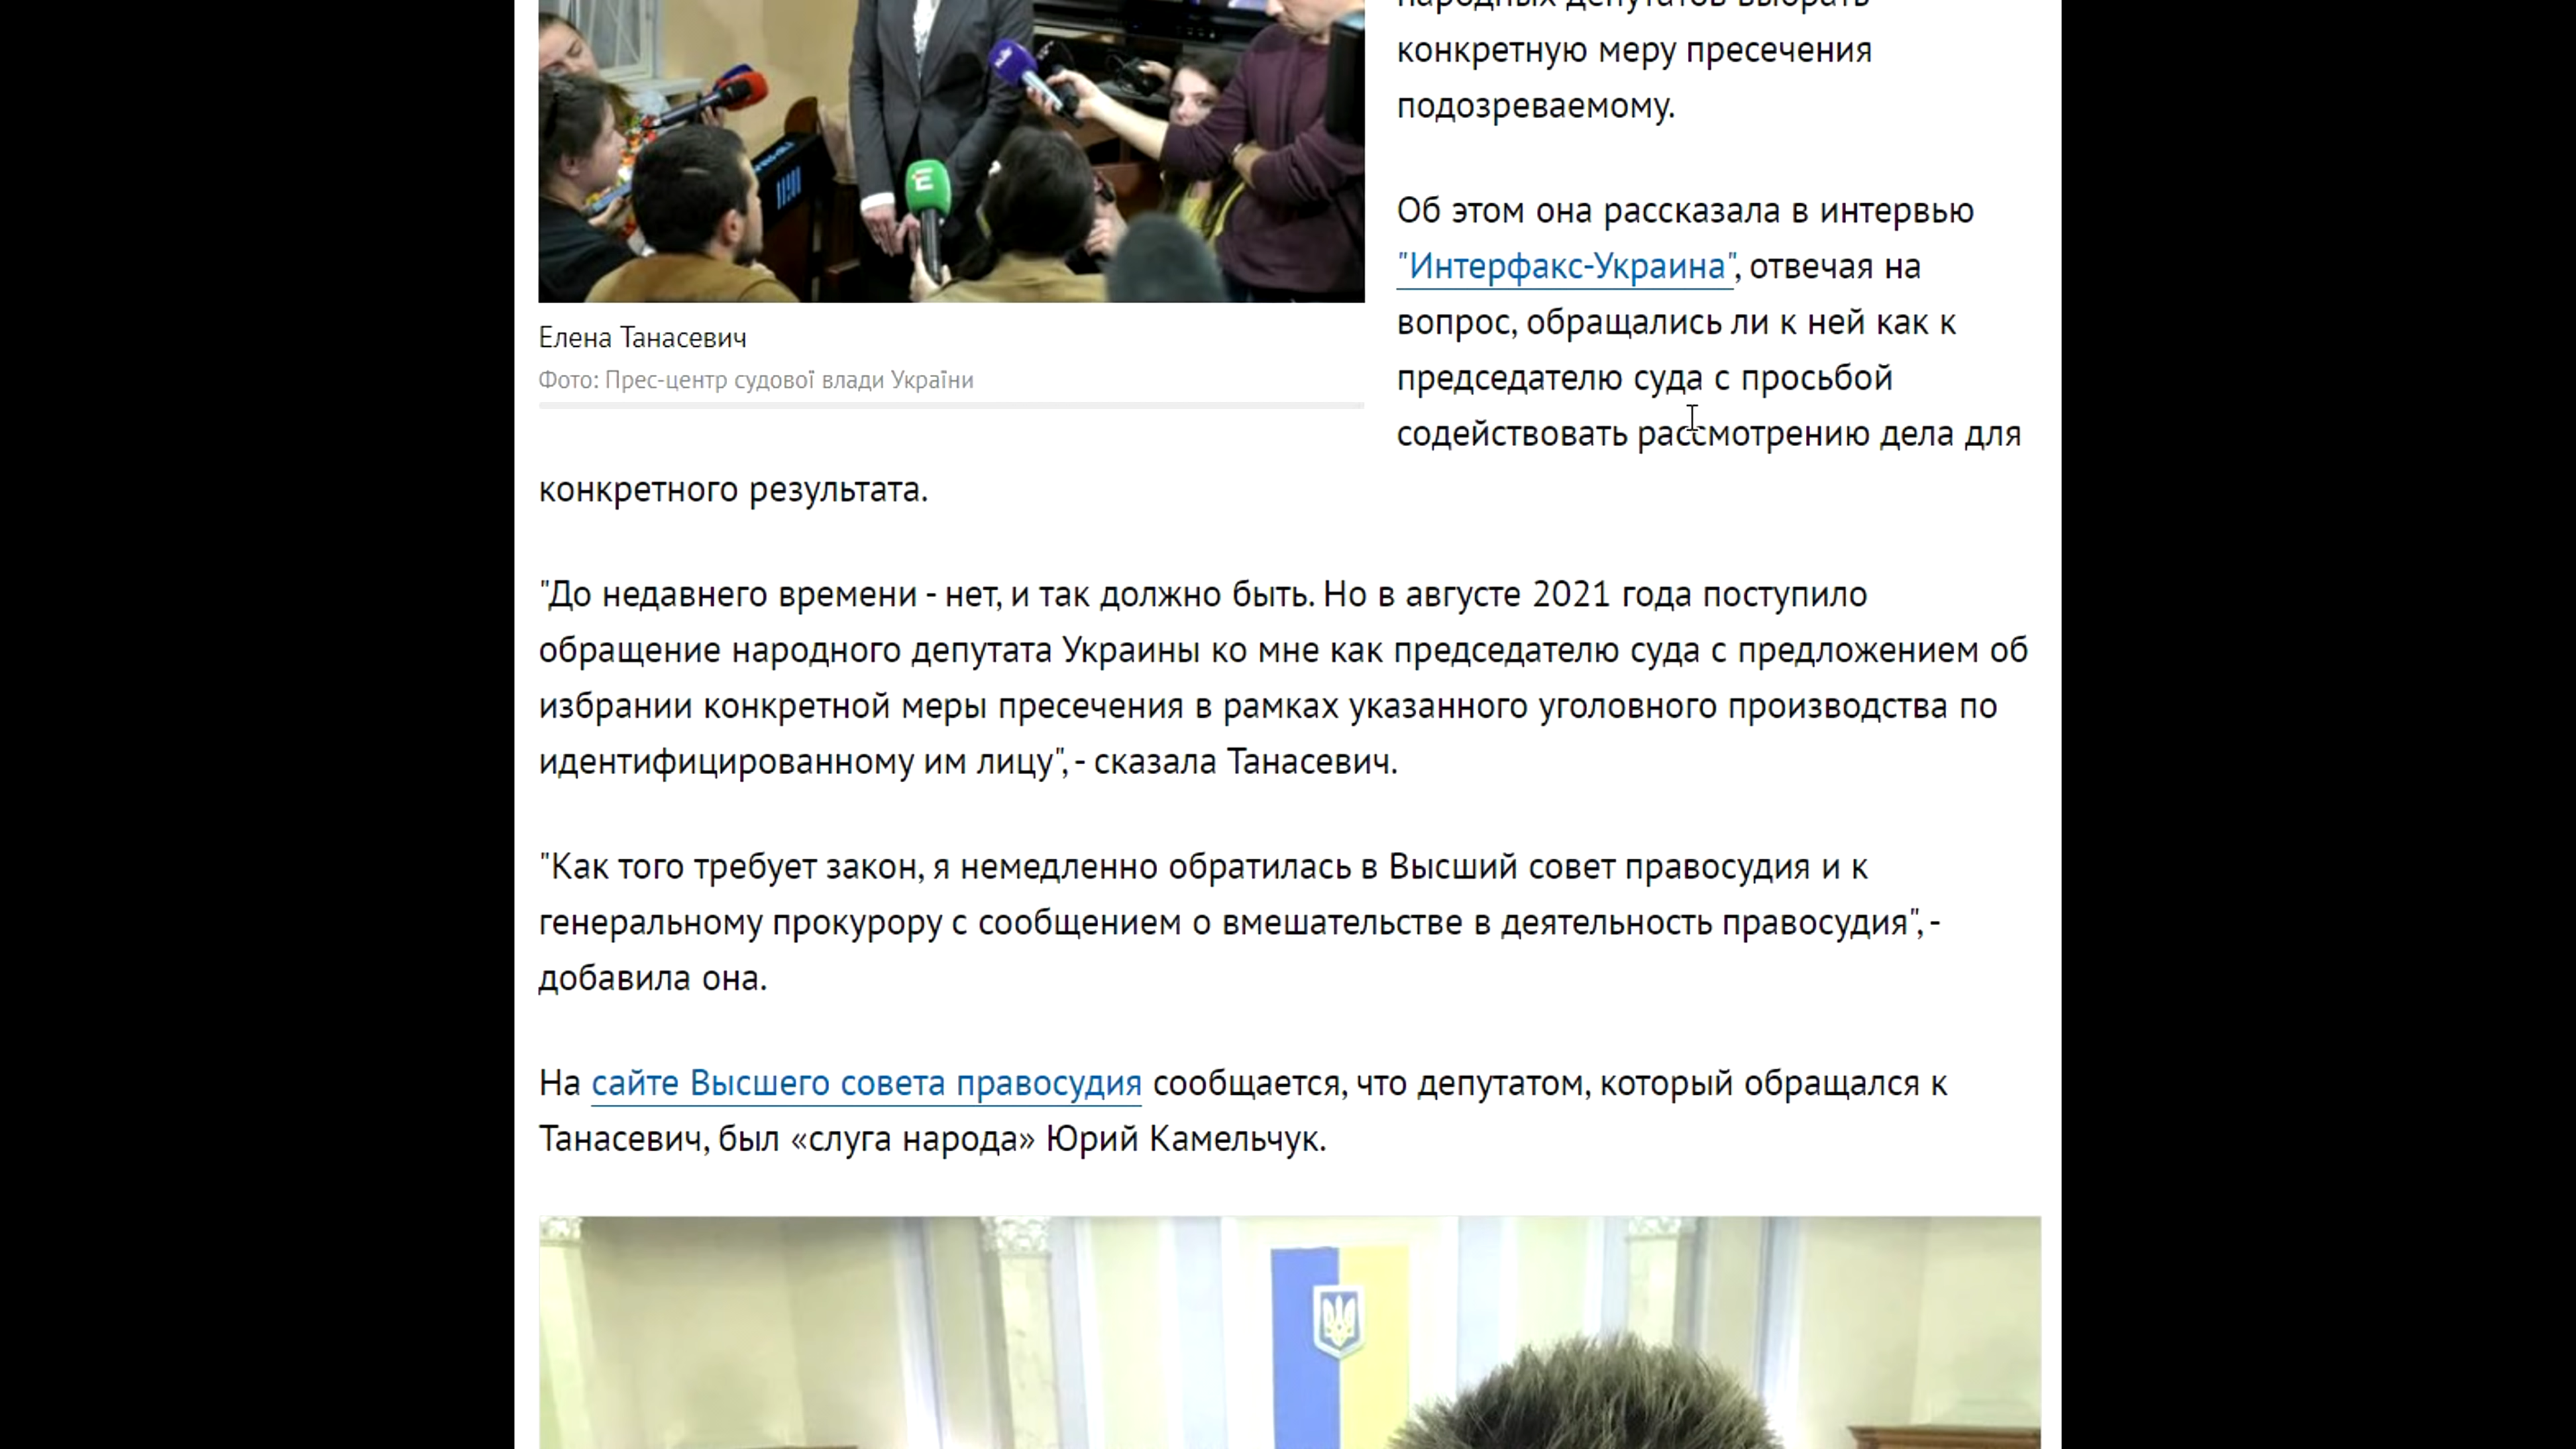 народных депутатов выбрать
конкретную меру пресечения
подозреваемому.
Об этом она рассказала в интервью
"Интерфакс-Украина", отвечая на
вопрос, обращались ли к ней как к
председателю суда с просьбой
содействовать рассмотрению дела для
конкретного результата.
Елена Танасевич
Фото: Прес-центр судової влади України
"До недавнего времени - нет, и так должно быть. Но в августе 2021 года поступило
обращение народного депутата Украины ко мне как председателю суда с предложением об
избрании конкретной меры пресечения в рамках указанного уголовного производства по
идентифицированному им лицу", - сказала Танасевич.
"Как того требует закон, я немедленно обратилась в Высший совет правосудия и к
генеральному прокурору с сообщением о вмешательстве в деятельность правосудия", -
добавила она.
На сайте Высшего совета правосудия сообщается, что депутатом, который обращался к
Танасевич, был «слуга народа» Юрий Камельчук.